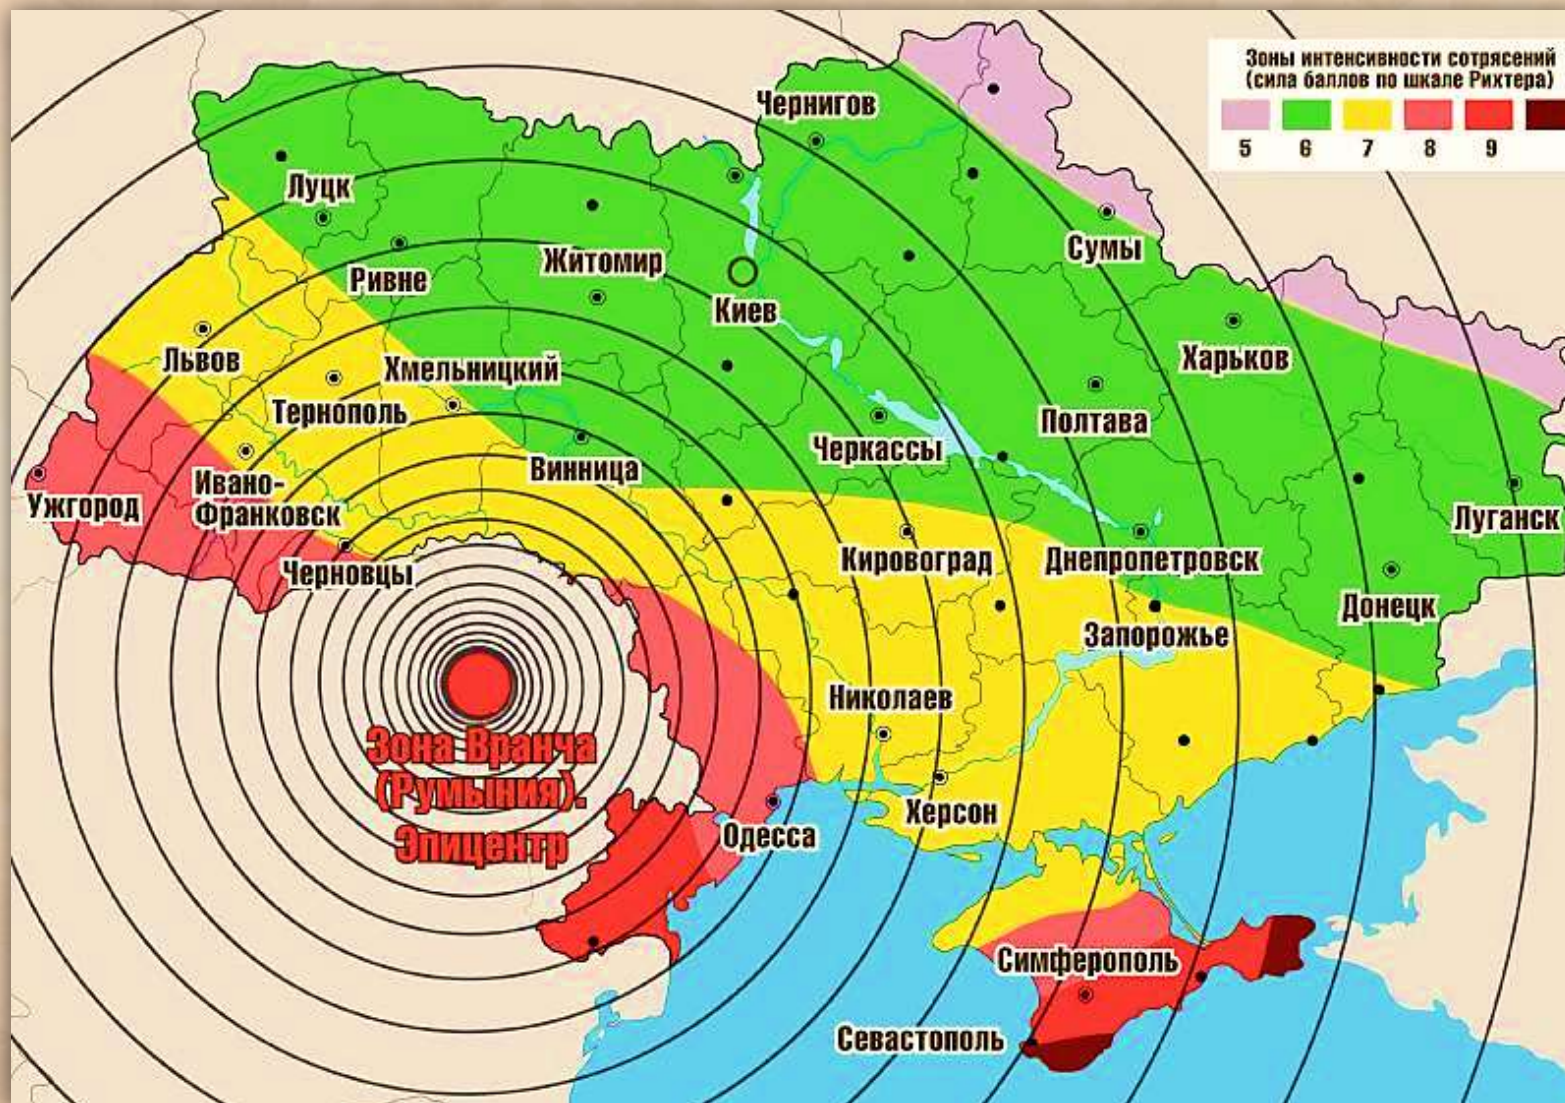 Зоны интенсивности сотрясений
(сила баллов по шкале Рихтера)
5 6 7 8 9
Чернигов
Луцк
Сумы
Житомир
Ривне
Киев
Львов
Хмельницкий
Харьков
Тернополь
Полтава
Черкассы
Винница
Ивано-
Франковск
Ужгород
Луганск
Кировоград
Днепропетровск
Черновцы
Донецк
Запорожье
Николаев
Зона Вранча
(Румыния).
Эпицентр
Херсон
Одесса
Симферополь
Севастополь